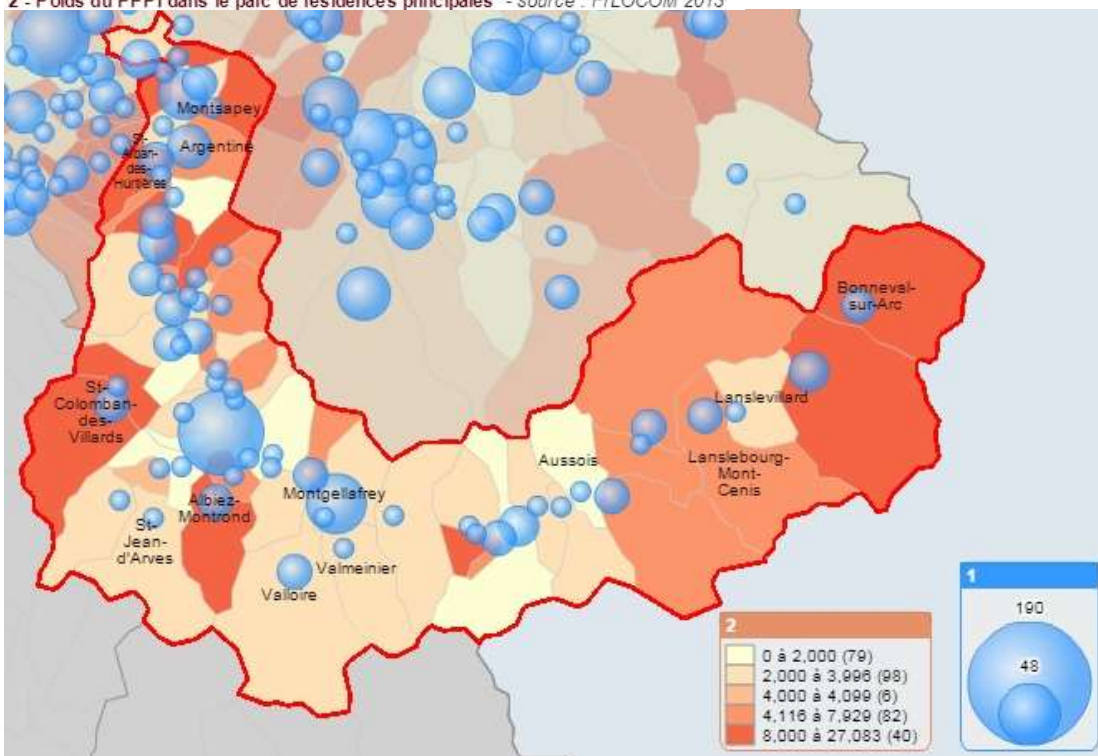 2 - Poids du PPPI dans le parc de résidences principales - source : FILOCOM 2013
Montsapey
Argentine
St-
Alban-
des-
Hurtières
Bonneval-
sur-Arc
St-
Colomban-
des-
Villards
Lanslevillard
Aussois
Lanslebourg-
Mont-
Cenis
Montgellafrey
Albiez-
Montrond
St-
Jean-
d'Arves
Valmeinier
Valloire
2
0 à 2,000 (79)
2,000 à 3,996 (98)
4,000 à 4,099 (6)
4,116 à 7,929 (82)
8,000 à 27,083 (40)
1
190
48